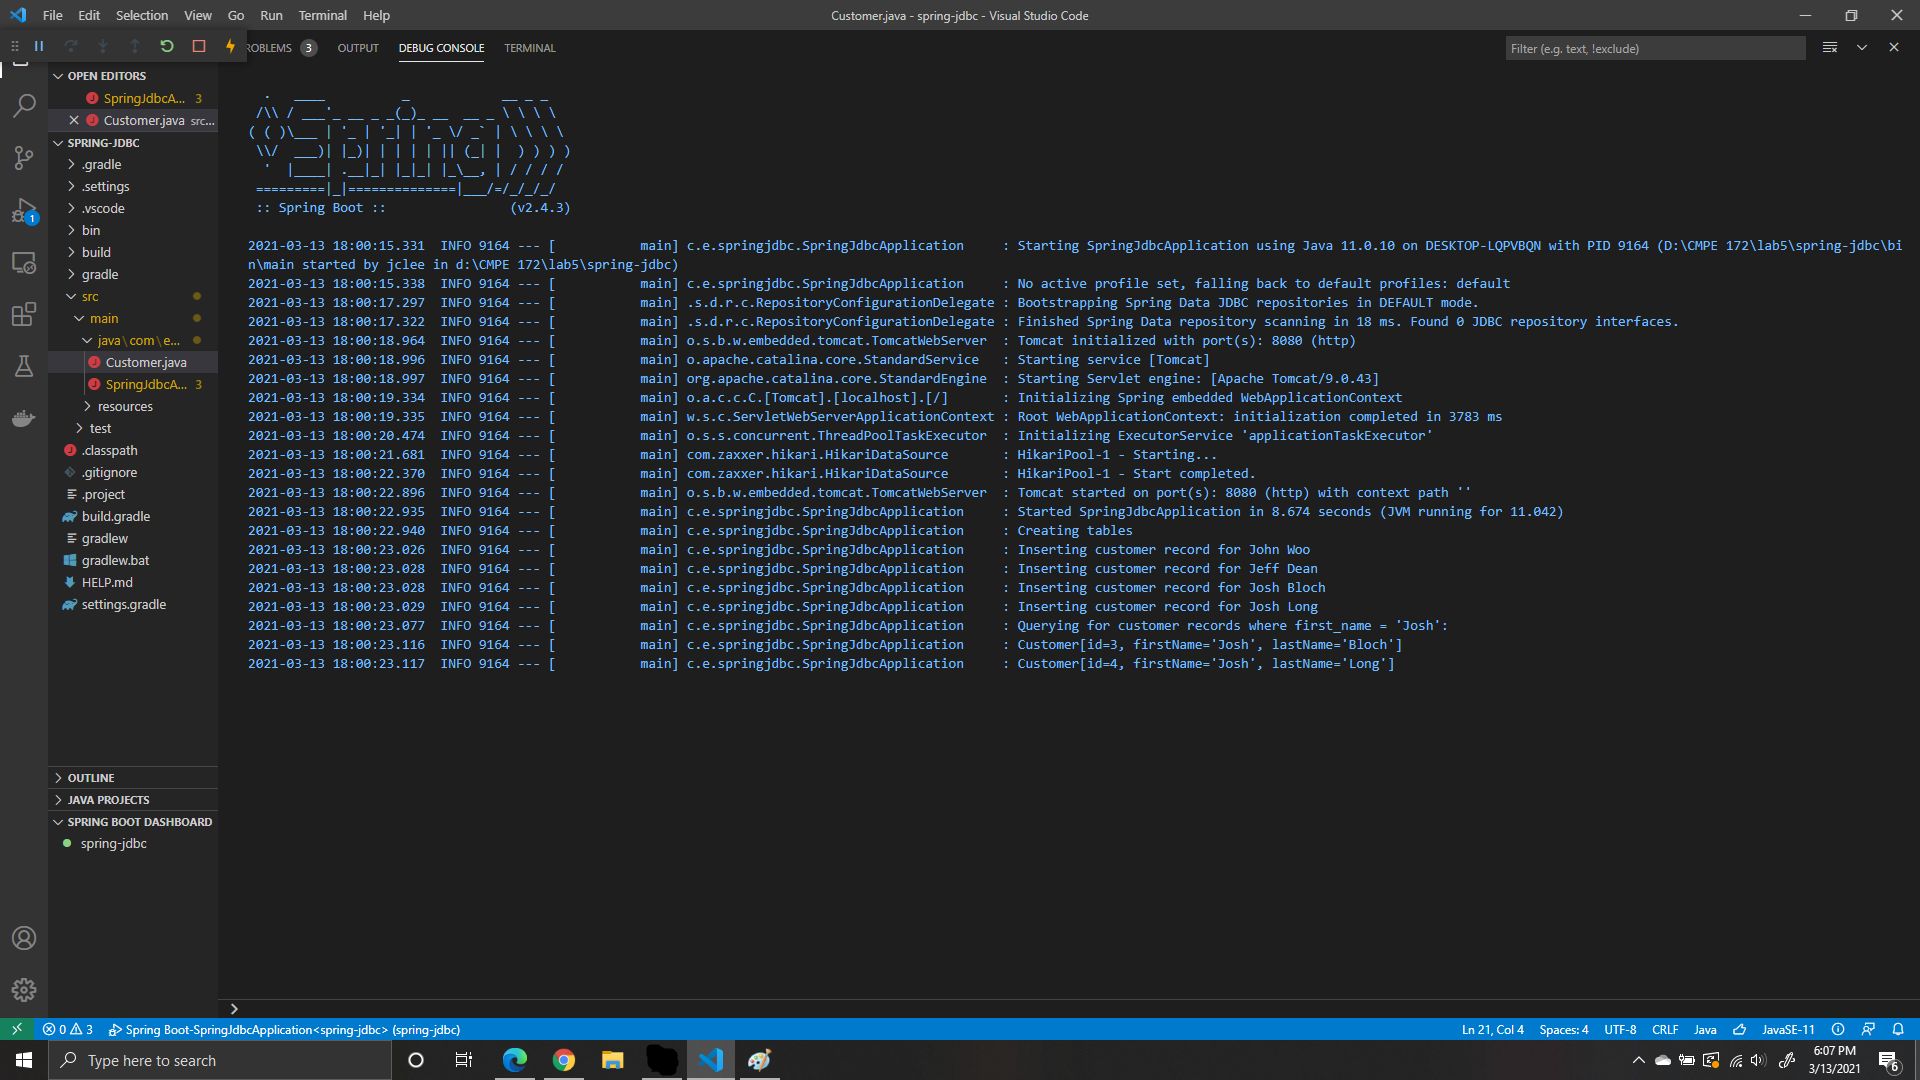 File Edit Selection View Go Run Terminal Help
Customer.java - spring-jdbc - Visual Studio Code
ROBLEMS 3 OUTPUT DEBUG CONSOLE TERMINAL
Filter (e.g. text, !exclude)
OPEN EDITORS
SpringJdbcA... 3
Customer.java src...
SPRING-JDBC
.gradle
.settings
.vscode
bin
build
gradle
src
main
java\com\e...
Customer.java
SpringJdbcA... 3
resources
test
.classpath
.gitignore
.project
build.gradle
gradlew
gradlew.bat
HELP.md
settings.gradle
OUTLINE
JAVA PROJECTS
SPRING BOOT DASHBOARD
spring-jdbc
1
  .   ____          _            __ _ _
 /\\ / ___'_ __ _ _(_)_ __  __ _ \ \ \ \
( ( )\___ | '_ | '_| | '_ \/ _` | \ \ \ \
 \\/  ___)| |_)| | | | | || (_| |  ) ) ) )
  '  |____| .__|_| |_|_| |_\__, | / / / /
 =========|_|==============|___/=/_/_/_/
 :: Spring Boot ::                (v2.4.3)
2021-03-13 18:00:15.331  INFO 9164 --- [           main] c.e.springjdbc.SpringJdbcApplication     : Starting SpringJdbcApplication using Java 11.0.10 on DESKTOP-LQPVBQN with PID 9164 (D:\CMPE 172\lab5\spring-jdbc\bi
n\main started by jclee in d:\CMPE 172\lab5\spring-jdbc)
2021-03-13 18:00:15.338  INFO 9164 --- [           main] c.e.springjdbc.SpringJdbcApplication     : No active profile set, falling back to default profiles: default
2021-03-13 18:00:17.297  INFO 9164 --- [           main] .s.d.r.c.RepositoryConfigurationDelegate : Bootstrapping Spring Data JDBC repositories in DEFAULT mode.
2021-03-13 18:00:17.322  INFO 9164 --- [           main] .s.d.r.c.RepositoryConfigurationDelegate : Finished Spring Data repository scanning in 18 ms. Found 0 JDBC repository interfaces.
2021-03-13 18:00:18.964  INFO 9164 --- [           main] o.s.b.w.embedded.tomcat.TomcatWebServer  : Tomcat initialized with port(s): 8080 (http)
2021-03-13 18:00:18.996  INFO 9164 --- [           main] o.apache.catalina.core.StandardService   : Starting service [Tomcat]
2021-03-13 18:00:18.997  INFO 9164 --- [           main] org.apache.catalina.core.StandardEngine  : Starting Servlet engine: [Apache Tomcat/9.0.43]
2021-03-13 18:00:19.334  INFO 9164 --- [           main] o.a.c.c.C.[Tomcat].[localhost].[/]       : Initializing Spring embedded WebApplicationContext
2021-03-13 18:00:19.335  INFO 9164 --- [           main] w.s.c.ServletWebServerApplicationContext : Root WebApplicationContext: initialization completed in 3783 ms
2021-03-13 18:00:20.474  INFO 9164 --- [           main] o.s.s.concurrent.ThreadPoolTaskExecutor  : Initializing ExecutorService 'applicationTaskExecutor'
2021-03-13 18:00:21.681  INFO 9164 --- [           main] com.zaxxer.hikari.HikariDataSource       : HikariPool-1 - Starting...
2021-03-13 18:00:22.370  INFO 9164 --- [           main] com.zaxxer.hikari.HikariDataSource       : HikariPool-1 - Start completed.
2021-03-13 18:00:22.896  INFO 9164 --- [           main] o.s.b.w.embedded.tomcat.TomcatWebServer  : Tomcat started on port(s): 8080 (http) with context path ''
2021-03-13 18:00:22.935  INFO 9164 --- [           main] c.e.springjdbc.SpringJdbcApplication     : Started SpringJdbcApplication in 8.674 seconds (JVM running for 11.042)
2021-03-13 18:00:22.940  INFO 9164 --- [           main] c.e.springjdbc.SpringJdbcApplication     : Creating tables
2021-03-13 18:00:23.026  INFO 9164 --- [           main] c.e.springjdbc.SpringJdbcApplication     : Inserting customer record for John Woo
2021-03-13 18:00:23.028  INFO 9164 --- [           main] c.e.springjdbc.SpringJdbcApplication     : Inserting customer record for Jeff Dean
2021-03-13 18:00:23.028  INFO 9164 --- [           main] c.e.springjdbc.SpringJdbcApplication     : Inserting customer record for Josh Bloch
2021-03-13 18:00:23.029  INFO 9164 --- [           main] c.e.springjdbc.SpringJdbcApplication     : Inserting customer record for Josh Long
2021-03-13 18:00:23.077  INFO 9164 --- [           main] c.e.springjdbc.SpringJdbcApplication     : Querying for customer records where first_name = 'Josh':
2021-03-13 18:00:23.116  INFO 9164 --- [           main] c.e.springjdbc.SpringJdbcApplication     : Customer[id=3, firstName='Josh', lastName='Bloch']
2021-03-13 18:00:23.117  INFO 9164 --- [           main] c.e.springjdbc.SpringJdbcApplication     : Customer[id=4, firstName='Josh', lastName='Long']
0 3 Spring Boot-SpringJdbcApplication<spring-jdbc> (spring-jdbc)
Ln 21, Col 4 Spaces: 4 UTF-8 CRLF Java JavaSE-11
Type here to search
6:07 PM
3/13/2021
6